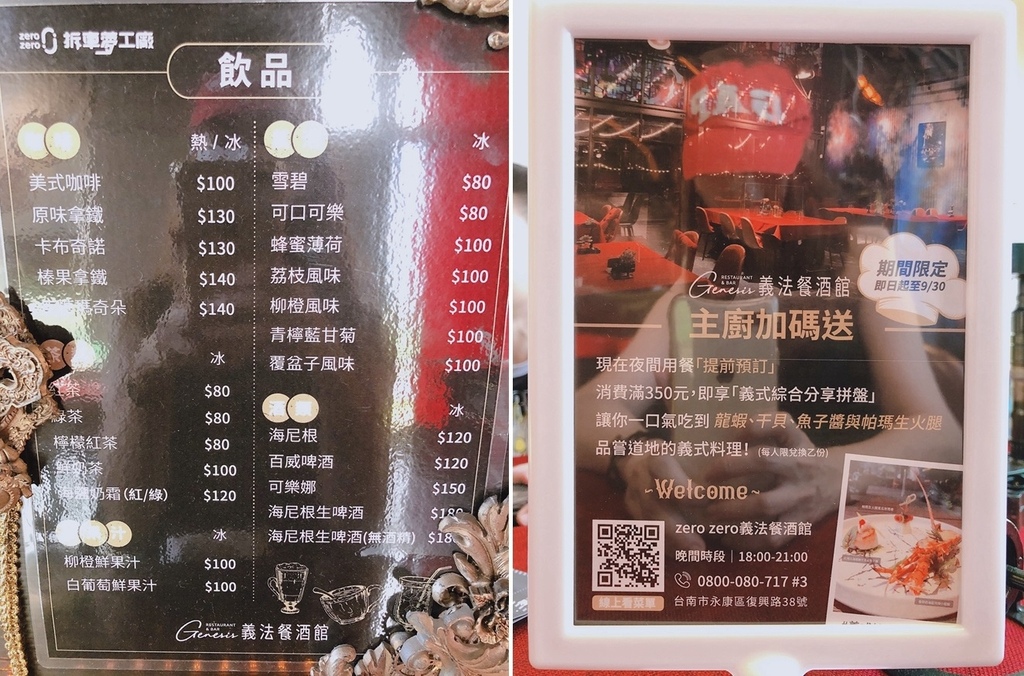 zero zero 拆車夢工廠
飲品
熱 / 冰
美式咖啡 $100
原味拿鐵 $130
卡布奇諾 $130
榛果拿鐵 $140
瑪奇朵 $140
冰
紅茶 $80
綠茶 $80
檸檬紅茶 $80
鮮奶茶 $100
海鹽奶霜(紅/綠) $120
果汁 冰
柳橙鮮果汁 $100
白葡萄鮮果汁 $100
冰
雪碧 $80
可口可樂 $80
蜂蜜薄荷 $100
荔枝風味 $100
柳橙風味 $100
青檸藍甘菊 $100
覆盆子風味 $100
冰
海尼根 $120
百威啤酒 $120
可樂娜 $150
海尼根生啤酒 $180
海尼根生啤酒(無酒精)
Genesis RESTAURANT & BAR 義法餐酒館
Genesis RESTAURANT & BAR 義法餐酒館
期間限定
即日起至9/30
主廚加碼送
現在夜間用餐「提前預訂」
消費滿350元,即享「義式綜合分享拼盤」
讓你一口氣吃到 龍蝦、干貝、魚子醬與帕瑪生火腿
品嘗道地的義式料理! (每人限兌換乙份)
~Welcome~
zero zero義法餐酒館
晚間時段｜18:00-21:00
0800-080-717 #3
線上看菜單
台南市永康區復興路38號